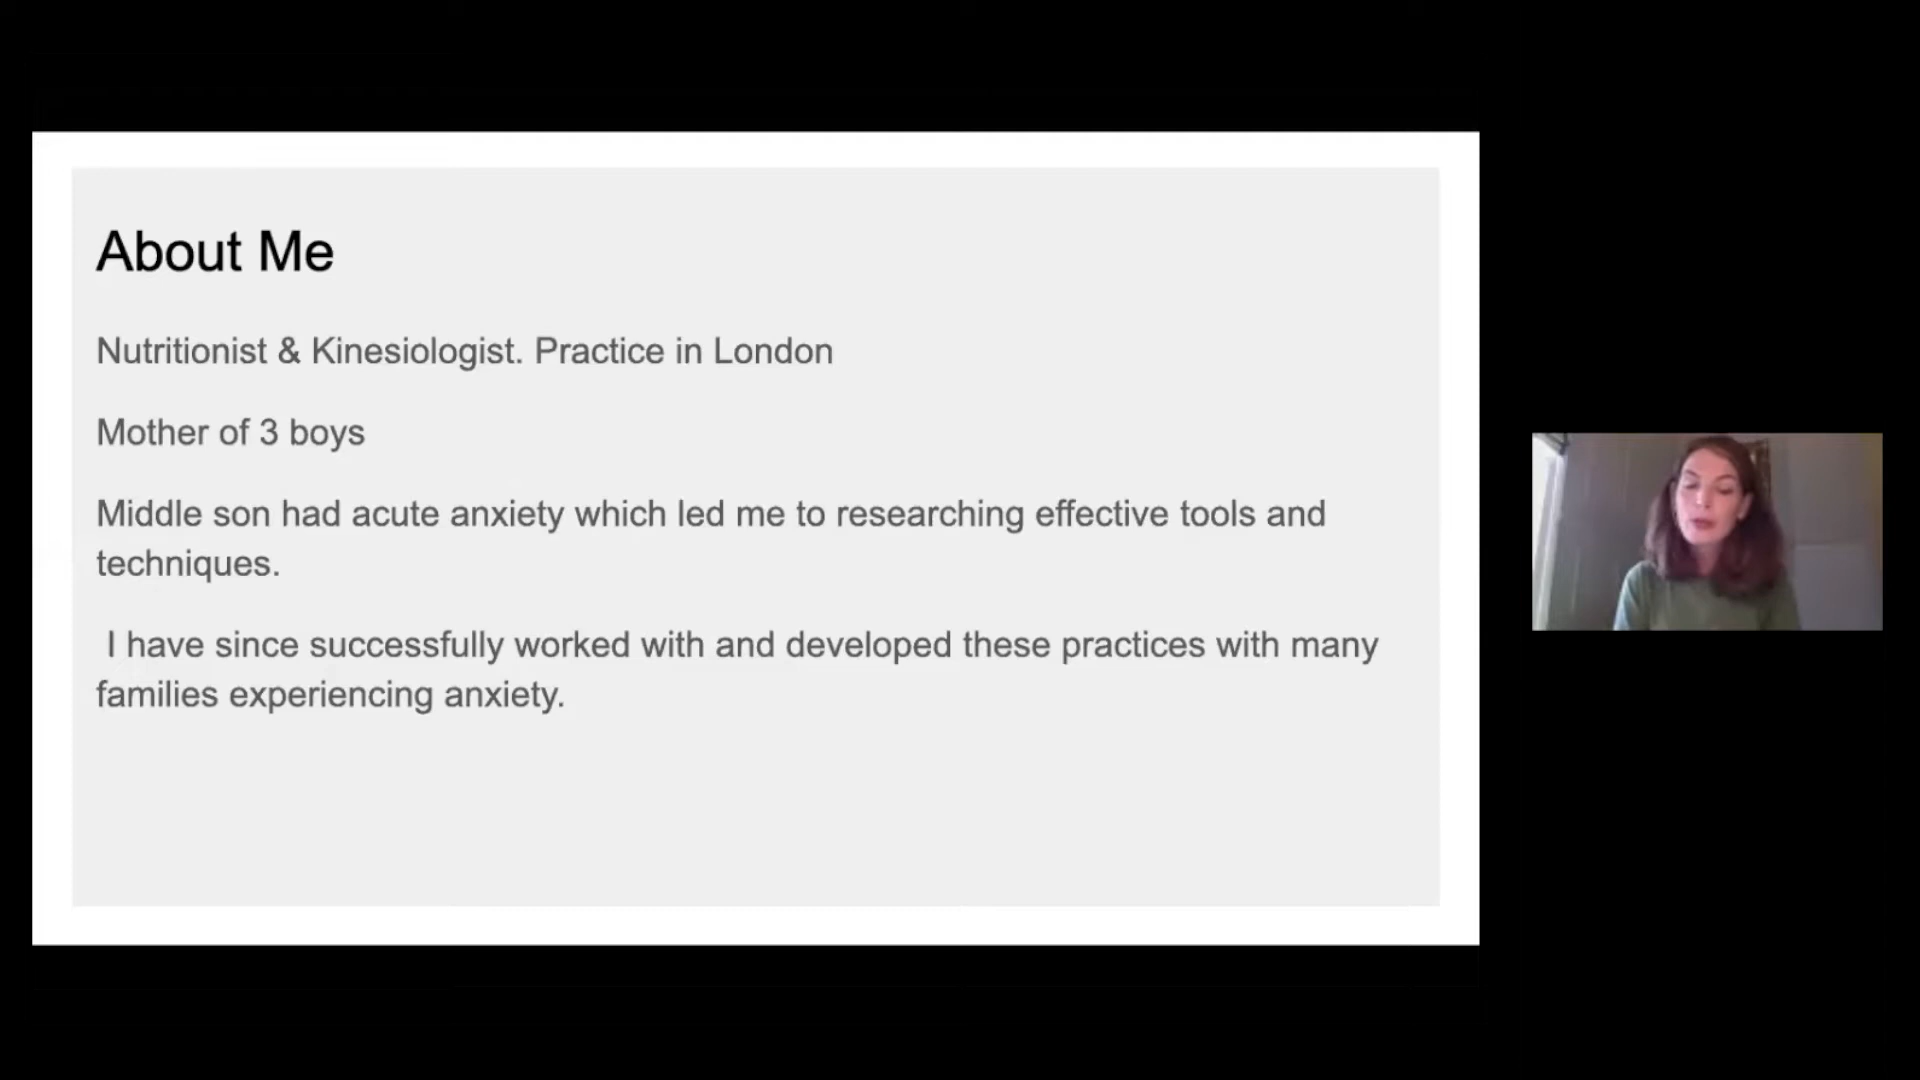 About Me
Nutritionist & Kinesiologist. Practice in London
Mother of 3 boys
Middle son had acute anxiety which led me to researching effective tools and
techniques.
I have since successfully worked with and developed these practices with many
families experiencing anxiety.